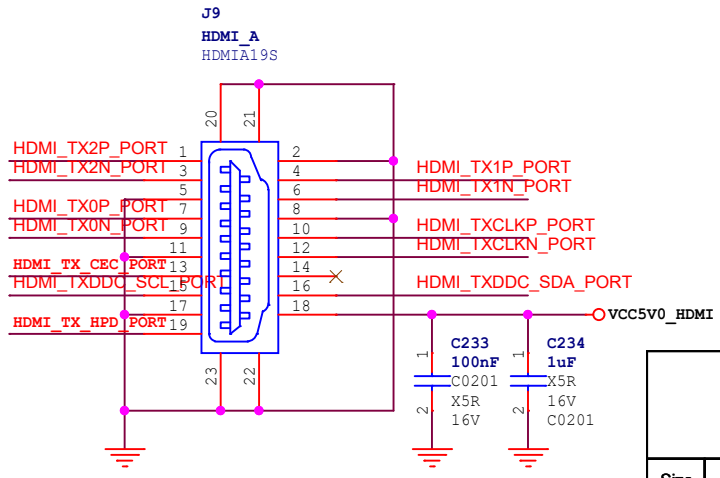 J9
HDMI_A
HDMIA19S
20
21
HDMI_TX2P_PORT 1
HDMI_TX2N_PORT 3
5
HDMI_TX0P_PORT 7
HDMI_TX0N_PORT 9
11
HDMI_TX_CEC_PORT 13
HDMI_TXDDC_SCL_PORT 15
17
HDMI_TX_HPD_PORT 19
2
4 HDMI_TX1P_PORT
6 HDMI_TX1N_PORT
8
10 HDMI_TXCLKP_PORT
12 HDMI_TXCLKN_PORT
14
16 HDMI_TXDDC_SDA_PORT
18
VCC5V0_HDMI
23
22
1
2
C233
100nF
C0201
X5R
16V
1
2
C234
1uF
X5R
16V
C0201